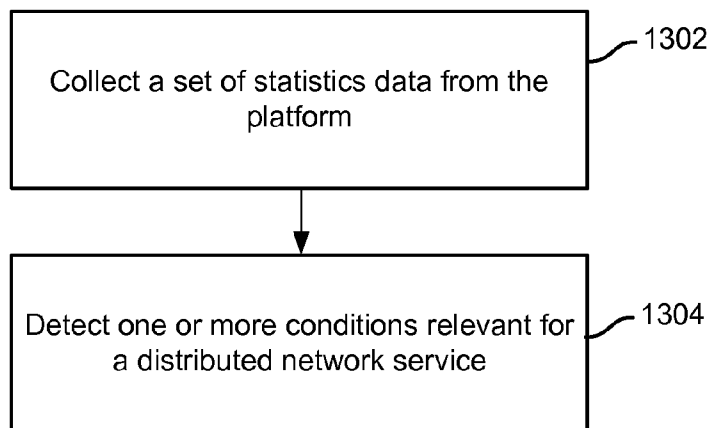 Collect a set of statistics data from the
platform
1302
Detect one or more conditions relevant for
a distributed network service
1304